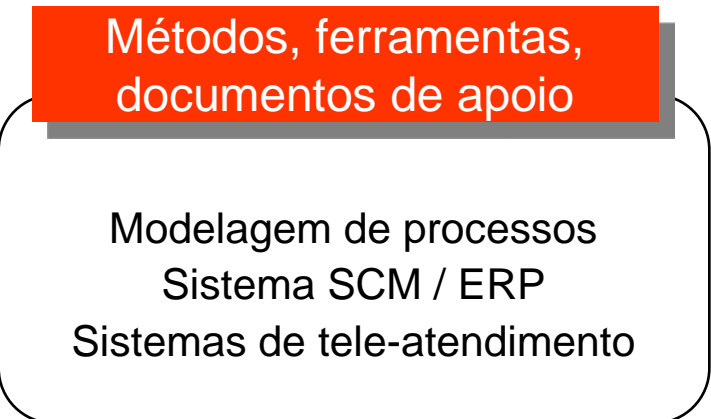 Métodos, ferramentas,
documentos de apoio
Modelagem de processos
Sistema SCM / ERP
Sistemas de tele-atendimento